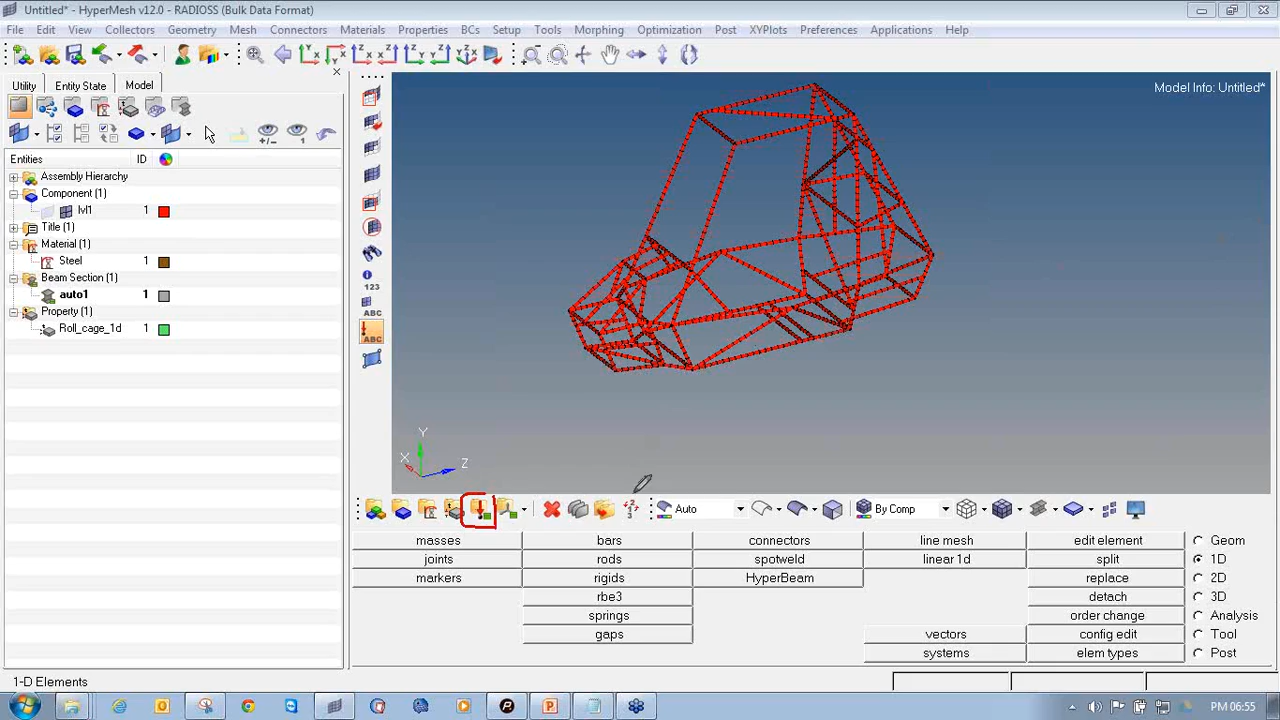 Untitled* - HyperMesh v12.0 - RADIOSS (Bulk Data Format)
File Edit View Collectors Geometry Mesh Connectors Materials Properties BCs Setup Tools Morphing Optimization Post XYPlots Preferences Applications Help
Utility Entity State Model
Model Info: Untitled*
Entities ID
Assembly Hierarchy
Component (1)
lvl1 1
Title (1)
Material (1)
Steel 1
Beam Section (1)
auto1 1
Property (1)
Roll_cage_1d 1
123
ABC
ABC
Y
X Z
Auto By Comp
masses bars connectors line mesh edit element Geom
joints rods spotweld linear 1d split 1D
markers rigids HyperBeam replace 2D
rbe3 detach 3D
springs order change Analysis
gaps vectors config edit Tool
systems elem types Post
1-D Elements
PM 06:55